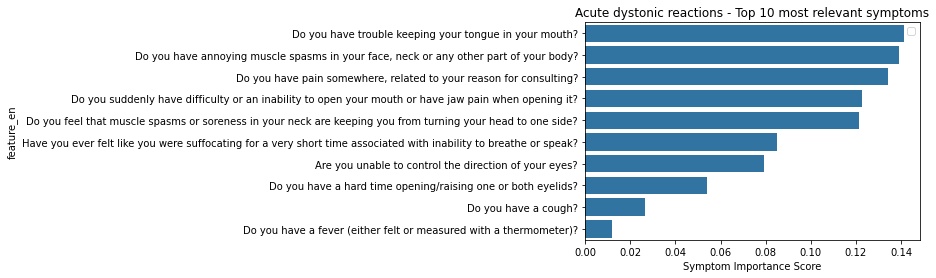 Acute dystonic reactions - Top 10 most relevant symptoms
Do you have trouble keeping your tongue in your mouth?
Do you have annoying muscle spasms in your face, neck or any other part of your body?
Do you have pain somewhere, related to your reason for consulting?
Do you suddenly have difficulty or an inability to open your mouth or have jaw pain when opening it?
Do you feel that muscle spasms or soreness in your neck are keeping you from turning your head to one side?
Have you ever felt like you were suffocating for a very short time associated with inability to breathe or speak?
Are you unable to control the direction of your eyes?
Do you have a hard time opening/raising one or both eyelids?
Do you have a cough?
Do you have a fever (either felt or measured with a thermometer)?
feature_en
0.00 0.02 0.04 0.06 0.08 0.10 0.12 0.14
Symptom Importance Score